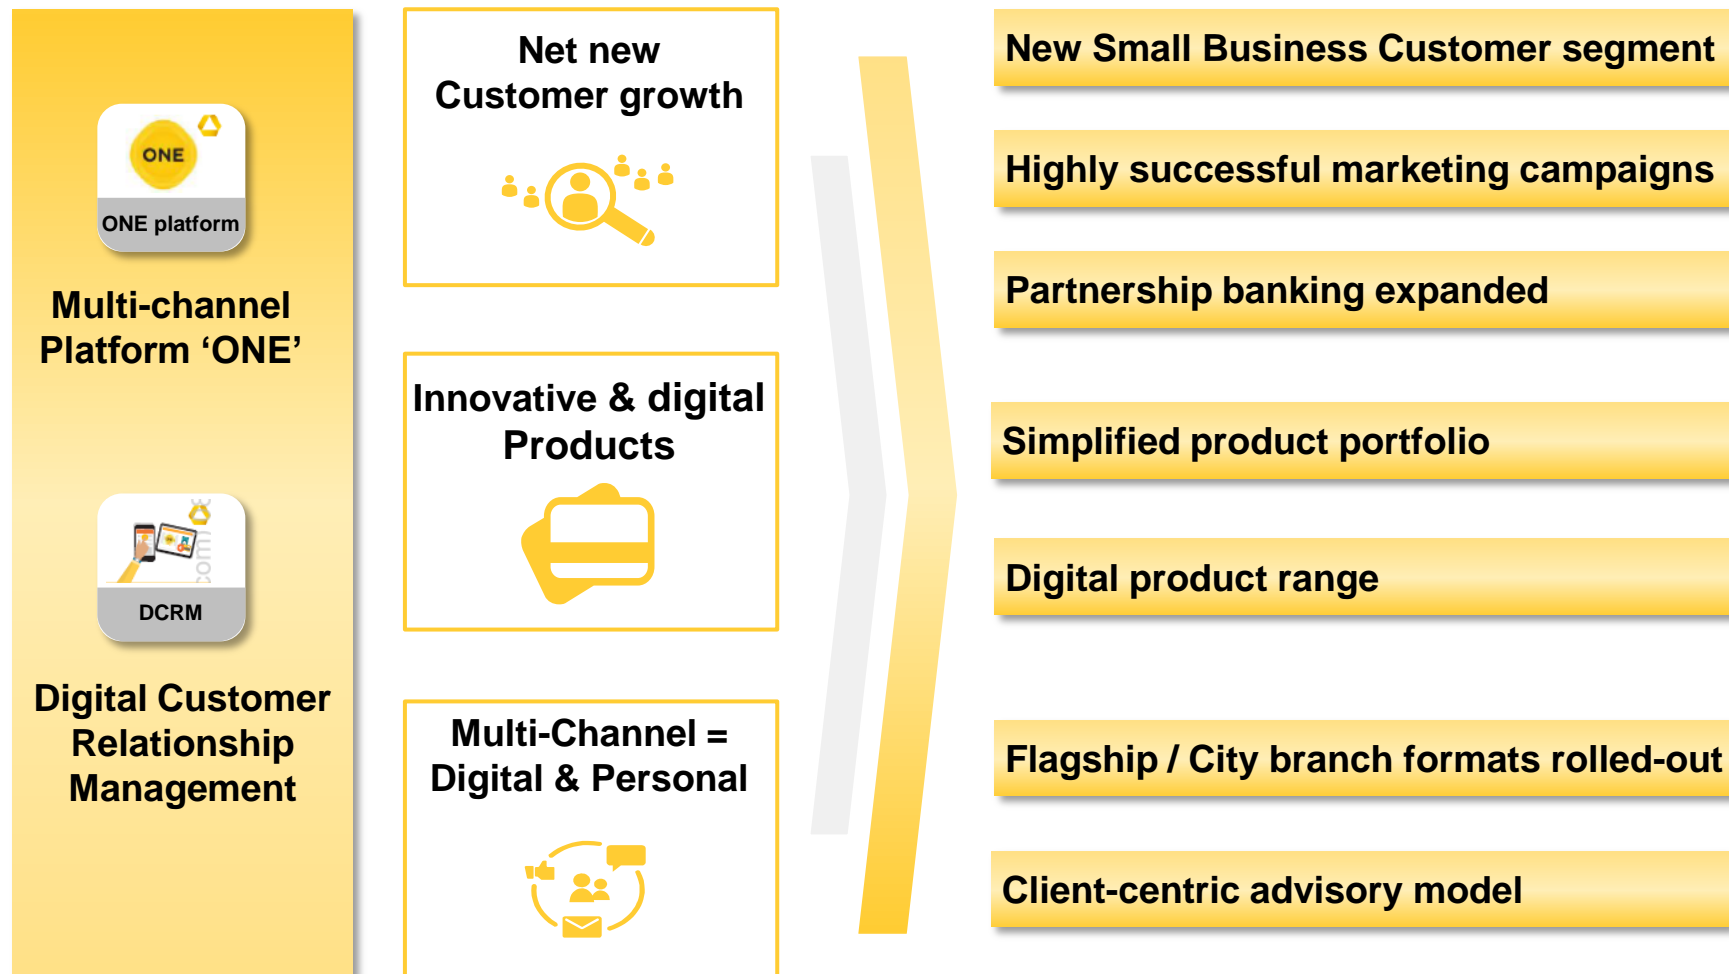 ONE
ONE platform
Multi-channel
Platform ‘ONE’
com)
DCRM
Digital Customer
Relationship
Management
Net new
Customer growth
Innovative & digital
Products
Multi-Channel =
Digital & Personal
New Small Business Customer segment
Highly successful marketing campaigns
Partnership banking expanded
Simplified product portfolio
Digital product range
Flagship / City branch formats rolled-out
Client-centric advisory model